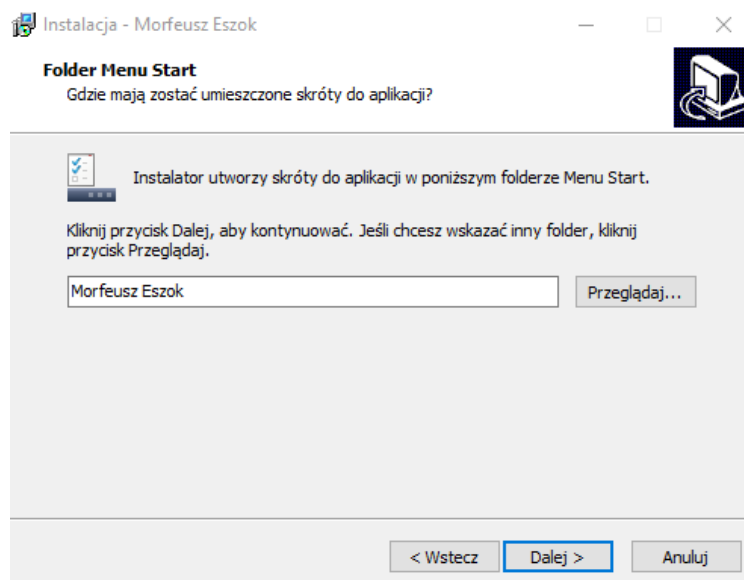 Instalacja - Morfeusz Eszok
Folder Menu Start
Gdzie mają zostać umieszczone skróty do aplikacji?
Instalator utworzy skróty do aplikacji w poniższym folderze Menu Start.
Kliknij przycisk Dalej, aby kontynuować. Jeśli chcesz wskazać inny folder, kliknij
przycisk Przeglądaj.
Morfeusz Eszok
Przeglądaj...
< Wstecz
Dalej >
Anuluj